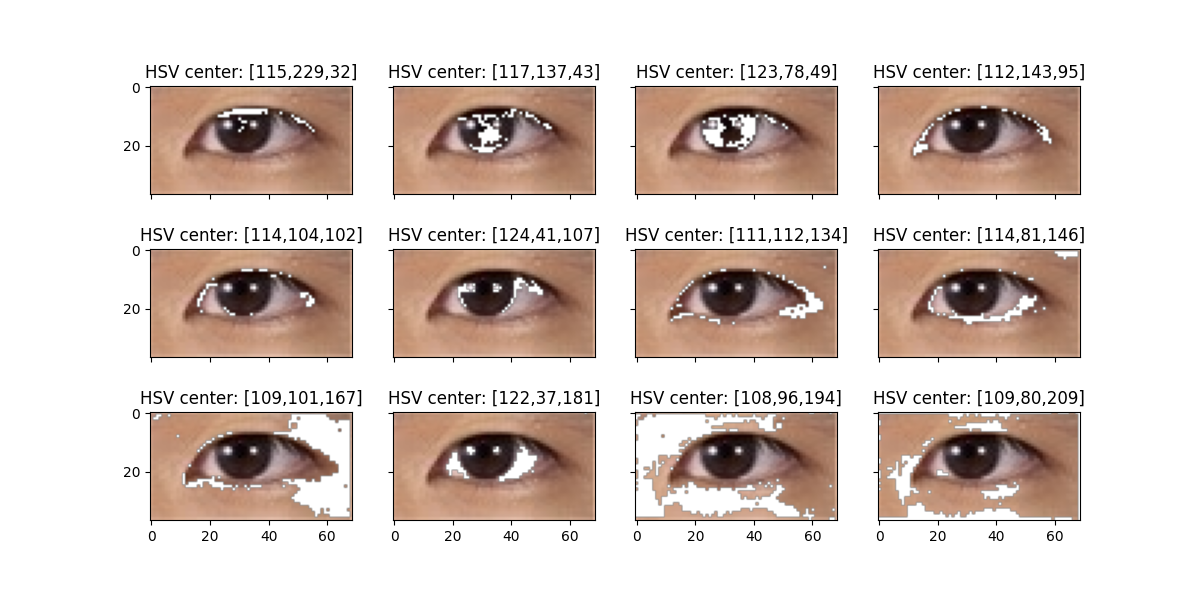 HSV center: [115,229,32] HSV center: [117,137,43] HSV center: [123,78,49] HSV center: [112,143,95]
0
20
HSV center: [114,104,102] HSV center: [124,41,107] HSV center: [111,112,134] HSV center: [114,81,146]
0
20
HSV center: [109,101,167] HSV center: [122,37,181] HSV center: [108,96,194] HSV center: [109,80,209]
0
20
0 20 40 60 0 20 40 60 0 20 40 60 0 20 40 60